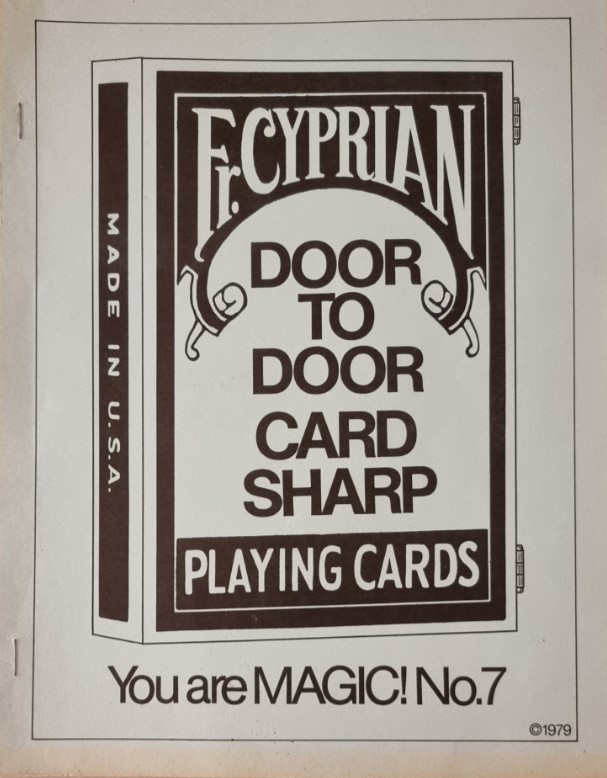 Fr. CYPRIAN
DOOR
TO
DOOR
CARD
SHARP
PLAYING CARDS
MADE IN U.S.A.
You are MAGIC! No.7
©1979